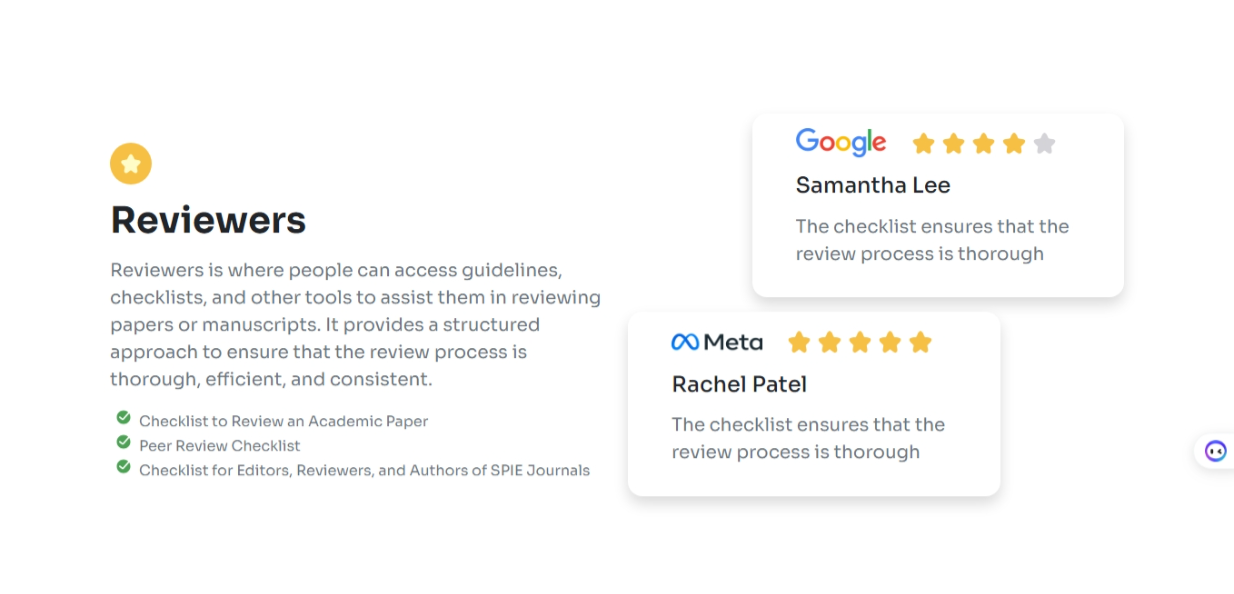 Reviewers
Reviewers is where people can access guidelines,
checklists, and other tools to assist them in reviewing
papers or manuscripts. It provides a structured
approach to ensure that the review process is
thorough, efficient, and consistent.
Checklist to Review an Academic Paper
Peer Review Checklist
Checklist for Editors, Reviewers, and Authors of SPIE Journals
Google
Samantha Lee
The checklist ensures that the
review process is thorough
Meta
Rachel Patel
The checklist ensures that the
review process is thorough